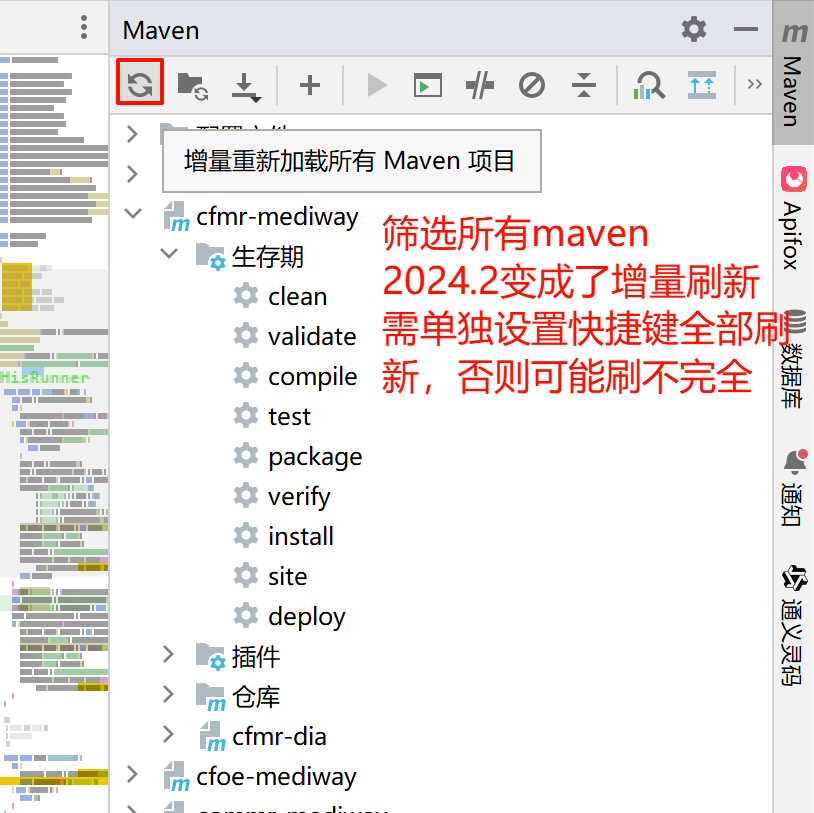 Maven
增量重新加载所有 Maven 项目
cfmr-mediway
生存期
clean
validate
compile
test
package
verify
install
site
deploy
插件
仓库
cfmr-dia
cfoe-mediway
筛选所有maven
2024.2变成了增量刷新
需单独设置快捷键全部刷
新，否则可能刷不完全
HisRunner
m
Maven
Apifox
数据库
通知
通义灵码